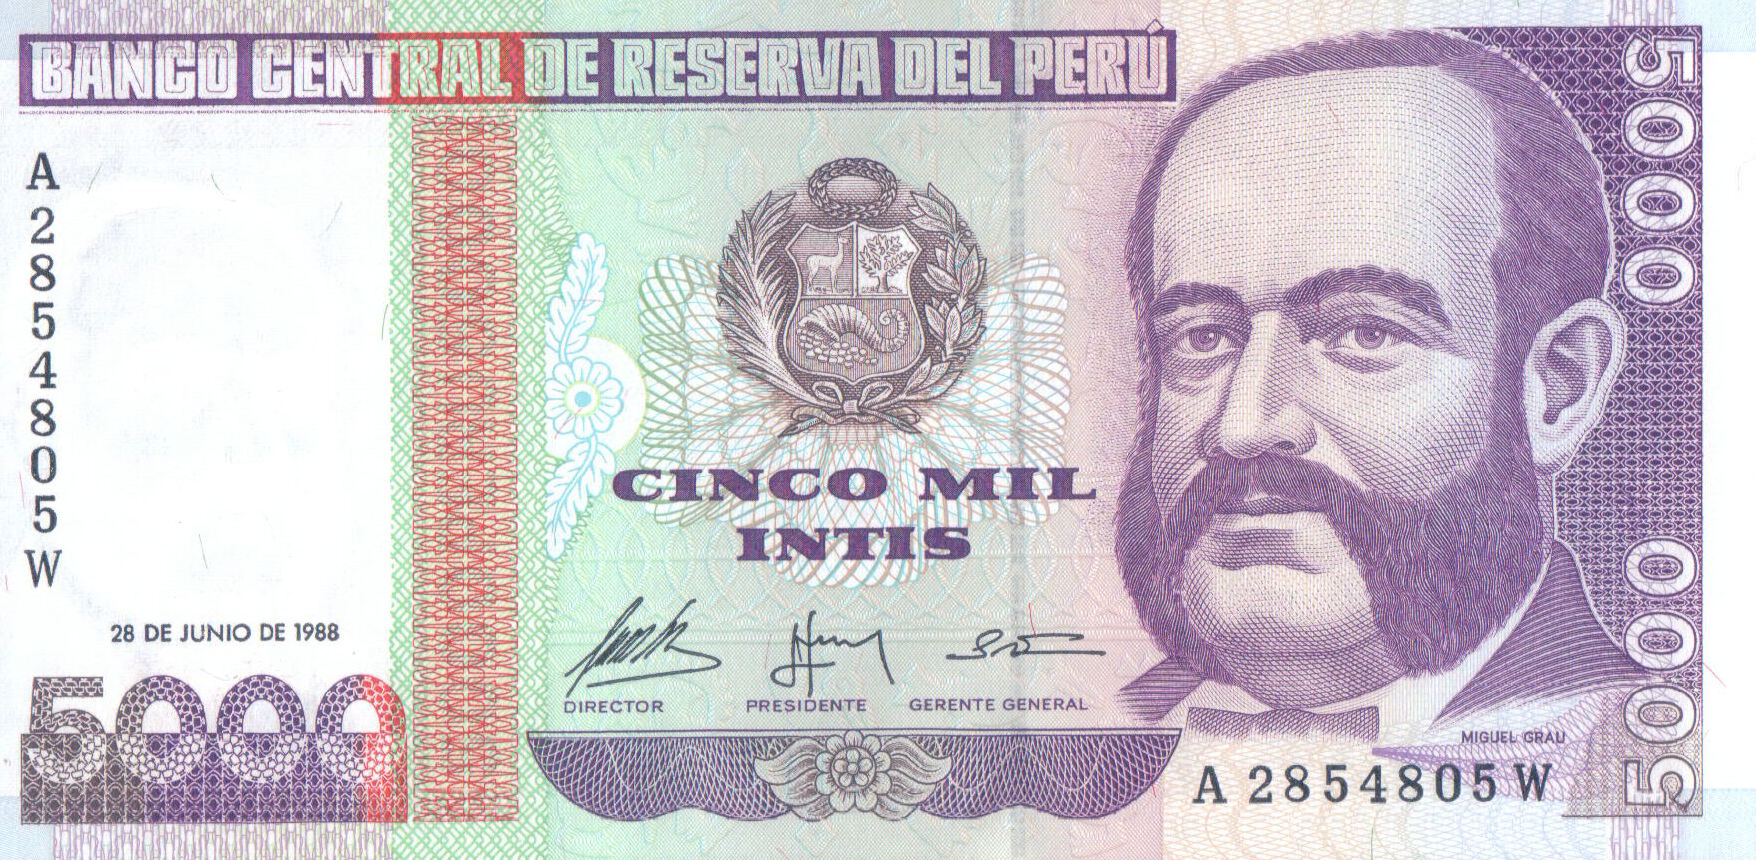 BANCO CENTRAL DE RESERVA DEL PERÚ
A
2
8
5
4
8
0
5
W
28 DE JUNIO DE 1988
5000
CINCO MIL
INTIS
DIRECTOR
PRESIDENTE
GERENTE GENERAL
MIGUEL GRAU
A 2854805 W
5000
5000